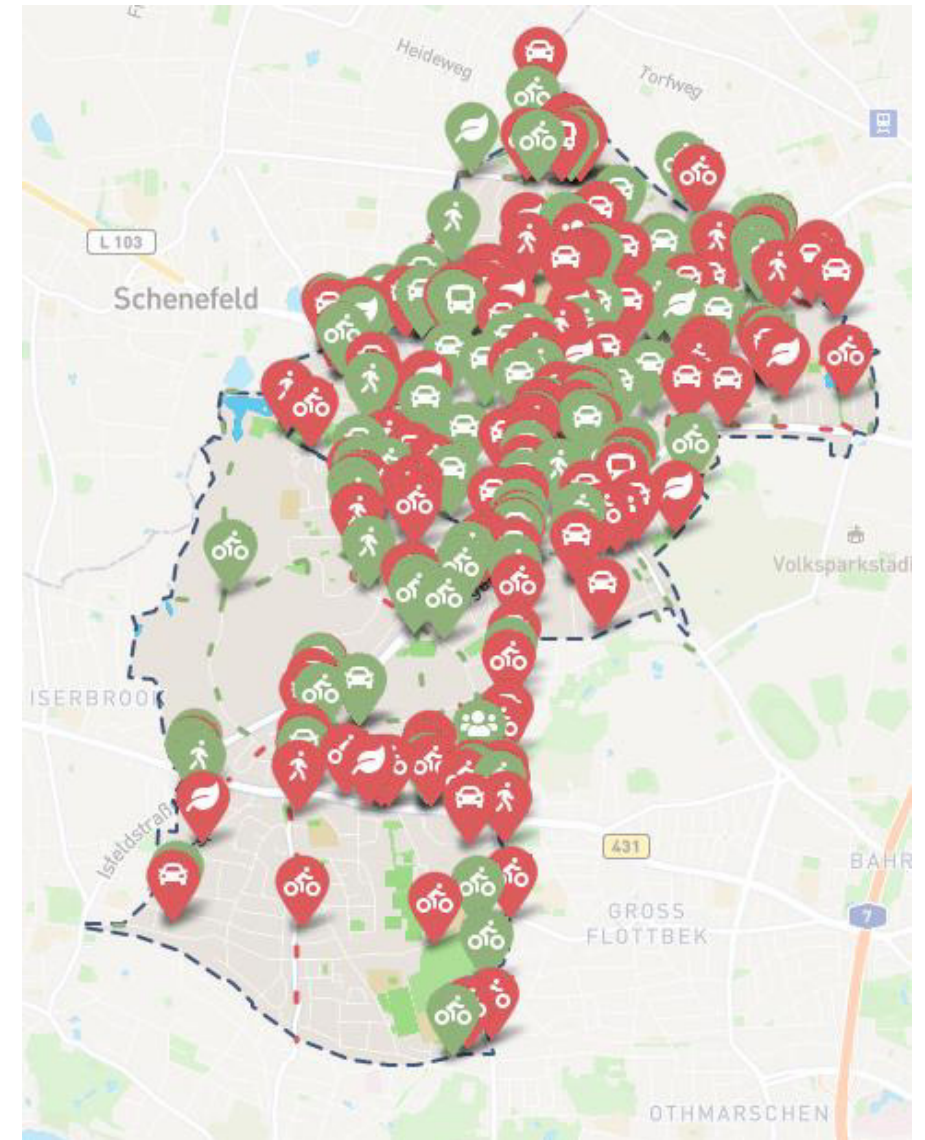 Heideweg
Torfweg
L 103
Schenefeld
Volksparkstadi
ISERBROOK
Isfeldstraß
431
BAHR
7
GROSS
FLOTTBEK
OTHMARSCHEN